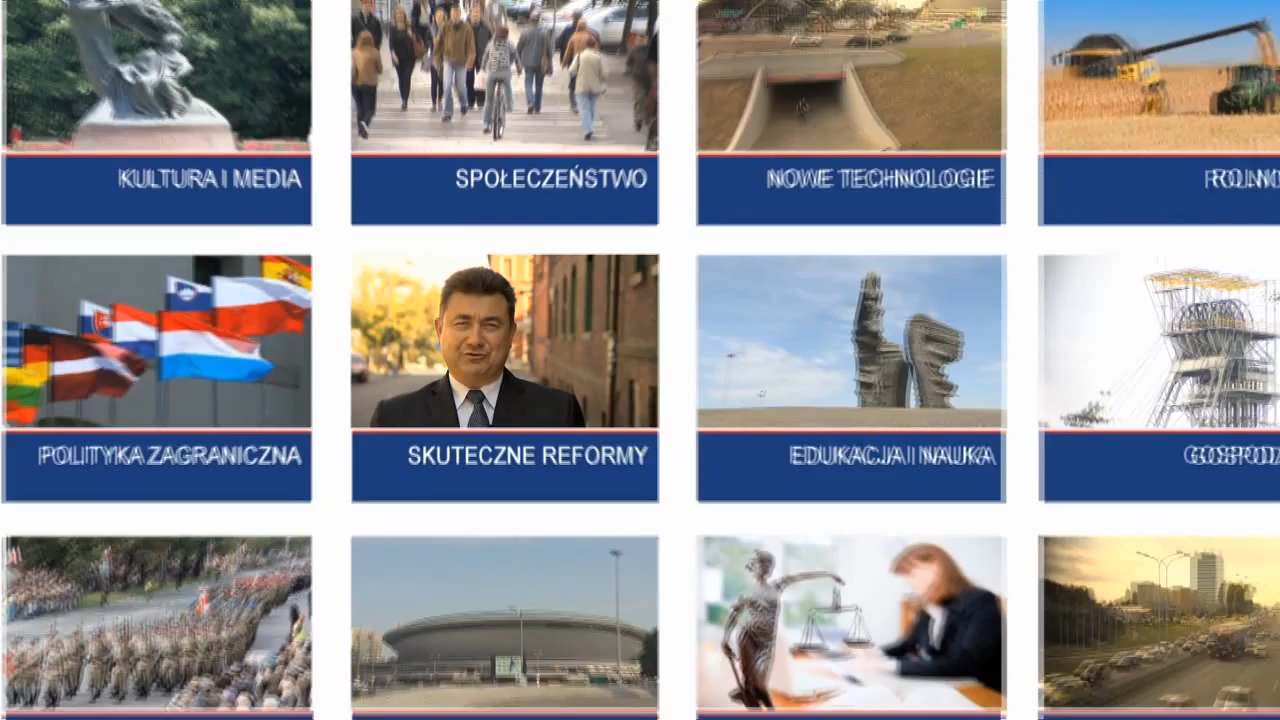 KULTURA I MEDIA
SPOŁECZEŃSTWO
NOWE TECHNOLOGIE
POLITYKA ZAGRANICZNA
SKUTECZNE REFORMY
EDUKACJA I NAUKA